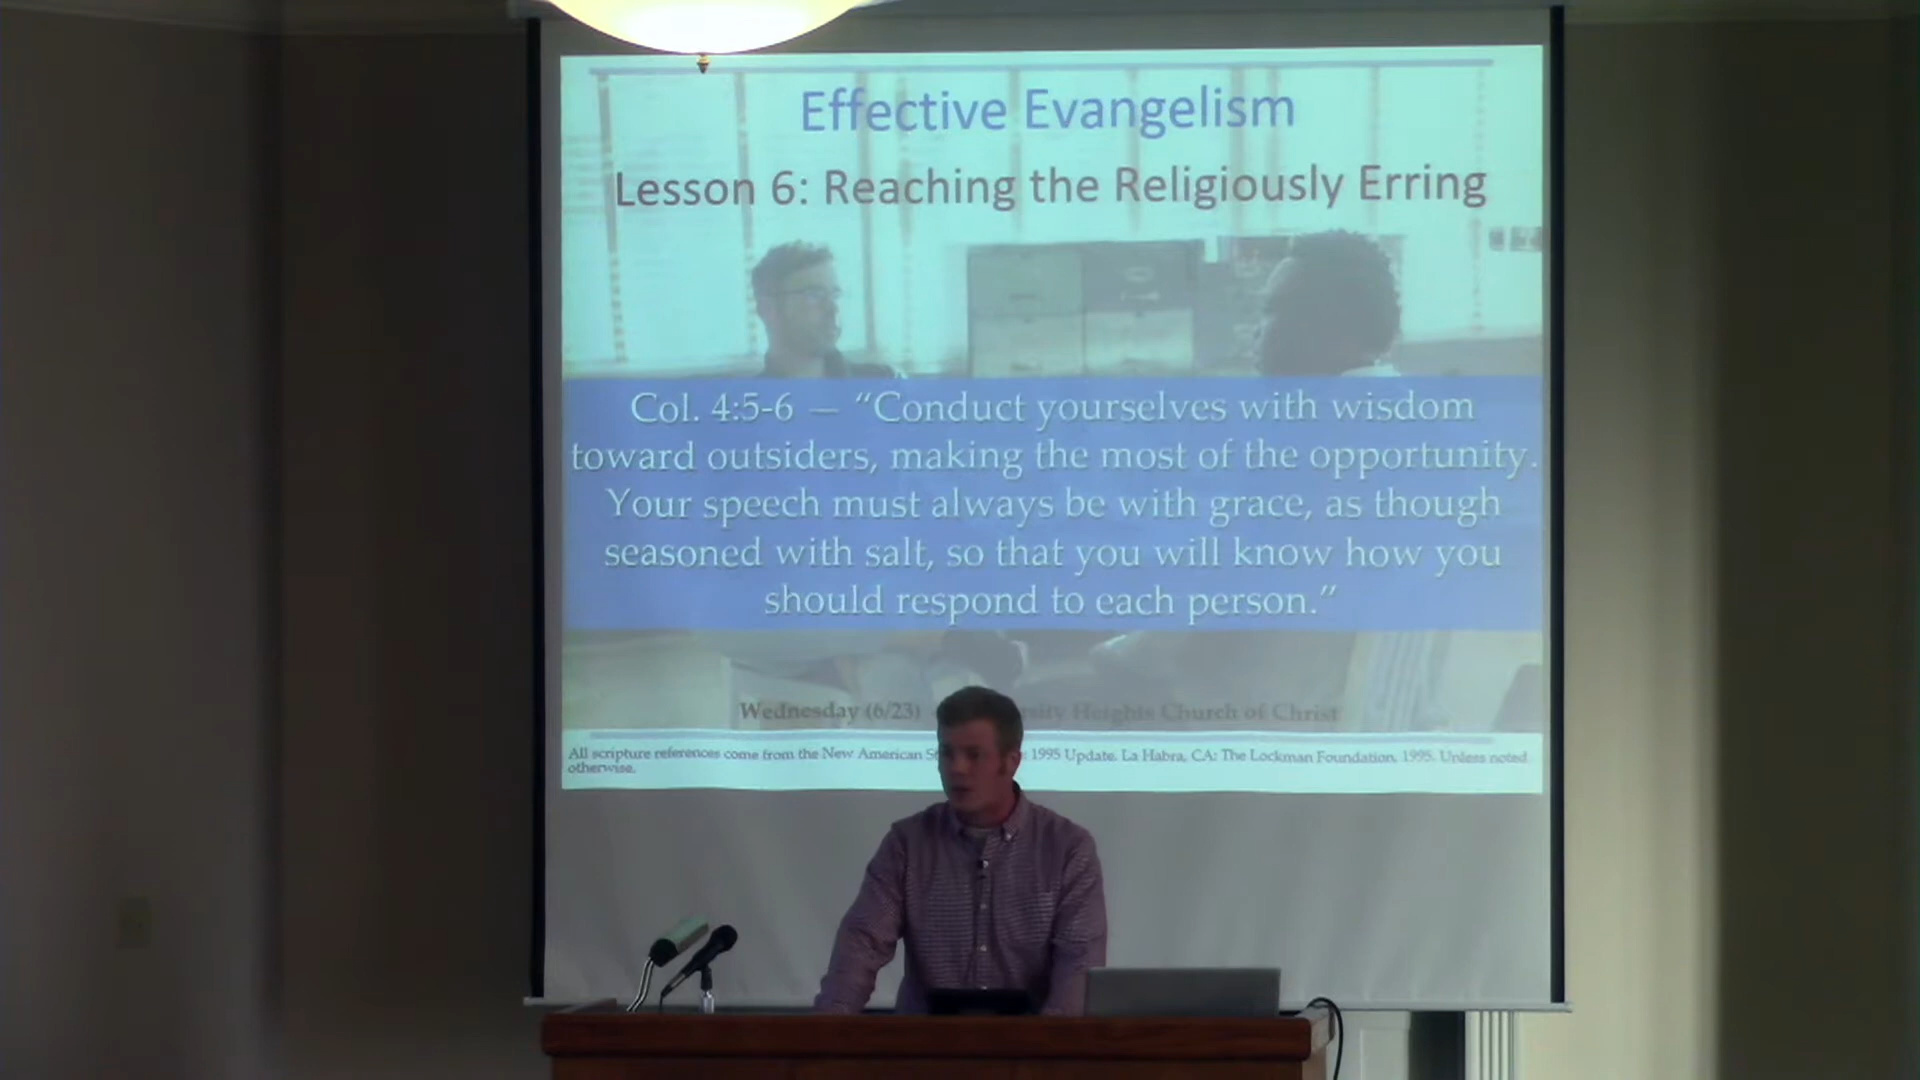 Effective Evangelism
Lesson 6: Reaching the Religiously Erring
Col. 4:5-6 — “Conduct yourselves with wisdom
toward outsiders, making the most of the opportunity.
Your speech must always be with grace, as though
seasoned with salt, so that you will know how you
should respond to each person.”
Wednesday (6/23) Heights Church of Christ
All scripture references come from the New American 1995 Update. La Habra, CA: The Lockman Foundation, 1995. Unless noted
otherwise.